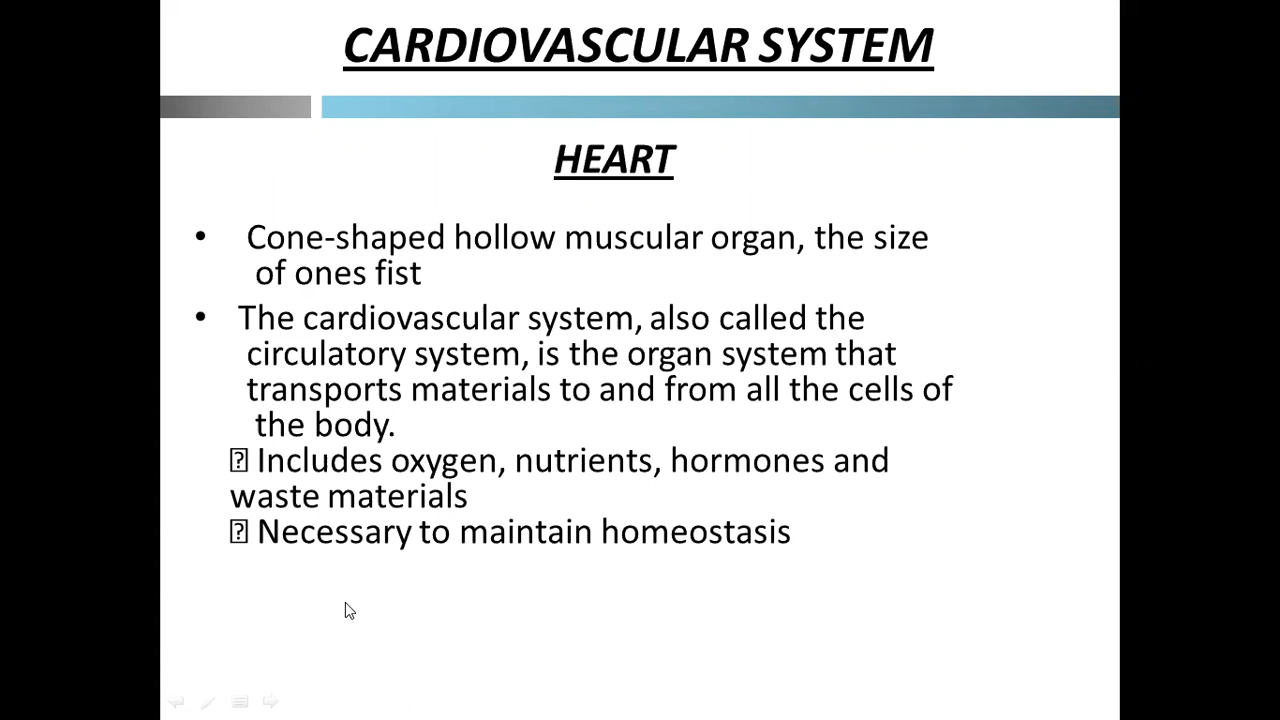 CARDIOVASCULAR SYSTEM
HEART
• Cone-shaped hollow muscular organ, the size
of ones fist
• The cardiovascular system, also called the
circulatory system, is the organ system that
transports materials to and from all the cells of
the body.
⍰ Includes oxygen, nutrients, hormones and
waste materials
⍰ Necessary to maintain homeostasis